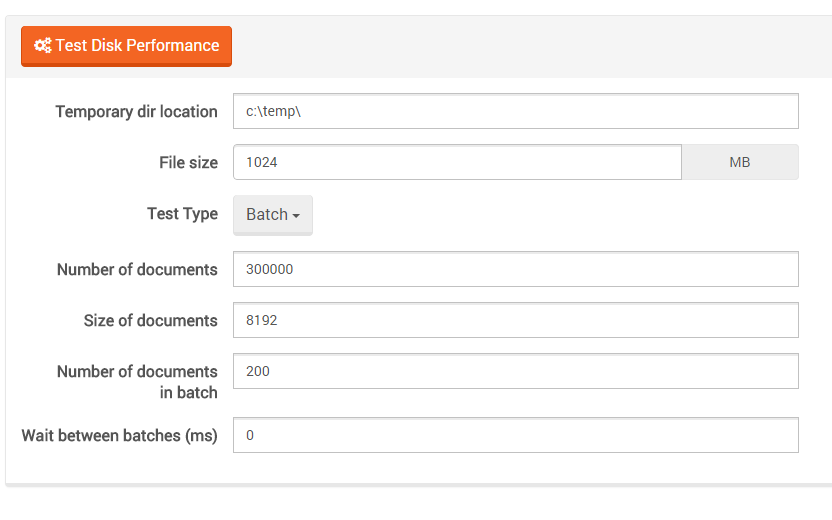 Test Disk Performance
Temporary dir location c:\temp\
File size 1024 MB
Test Type Batch
Number of documents 300000
Size of documents 8192
Number of documents 200
in batch
Wait between batches (ms) 0